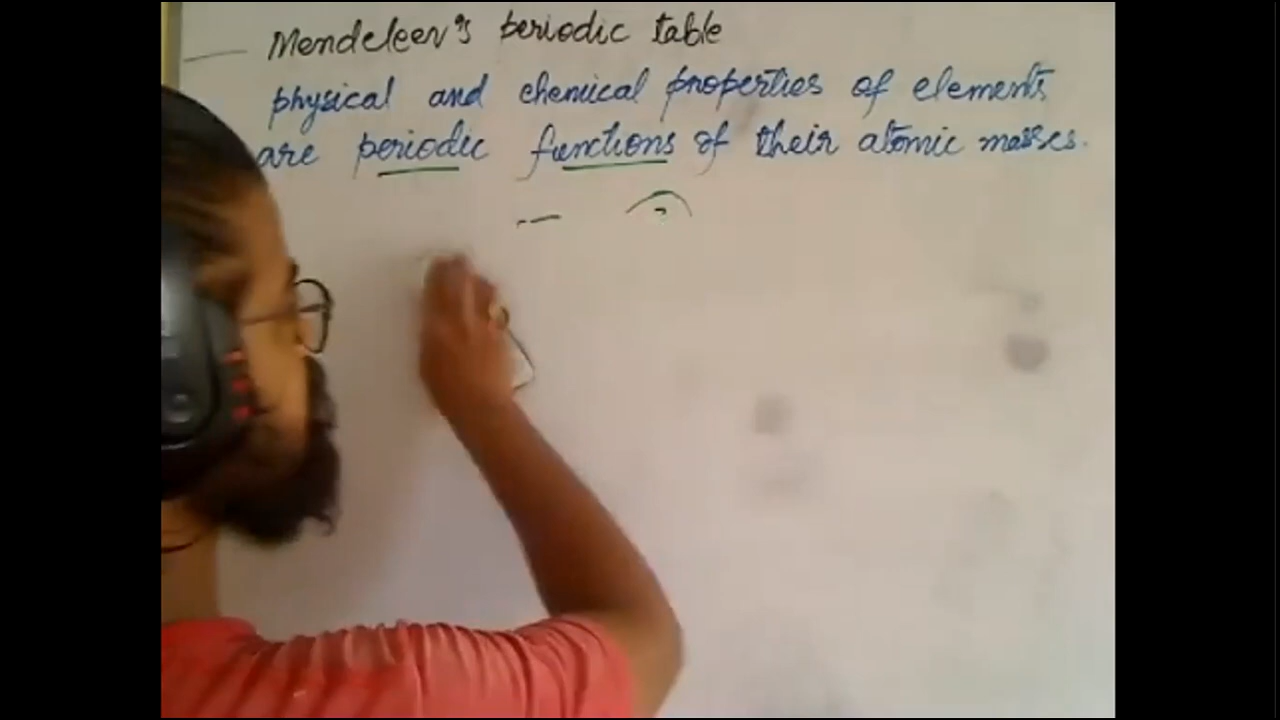 Mendeleev's periodic table
physical and chemical properties of elements
are periodic functions of their atomic masses.